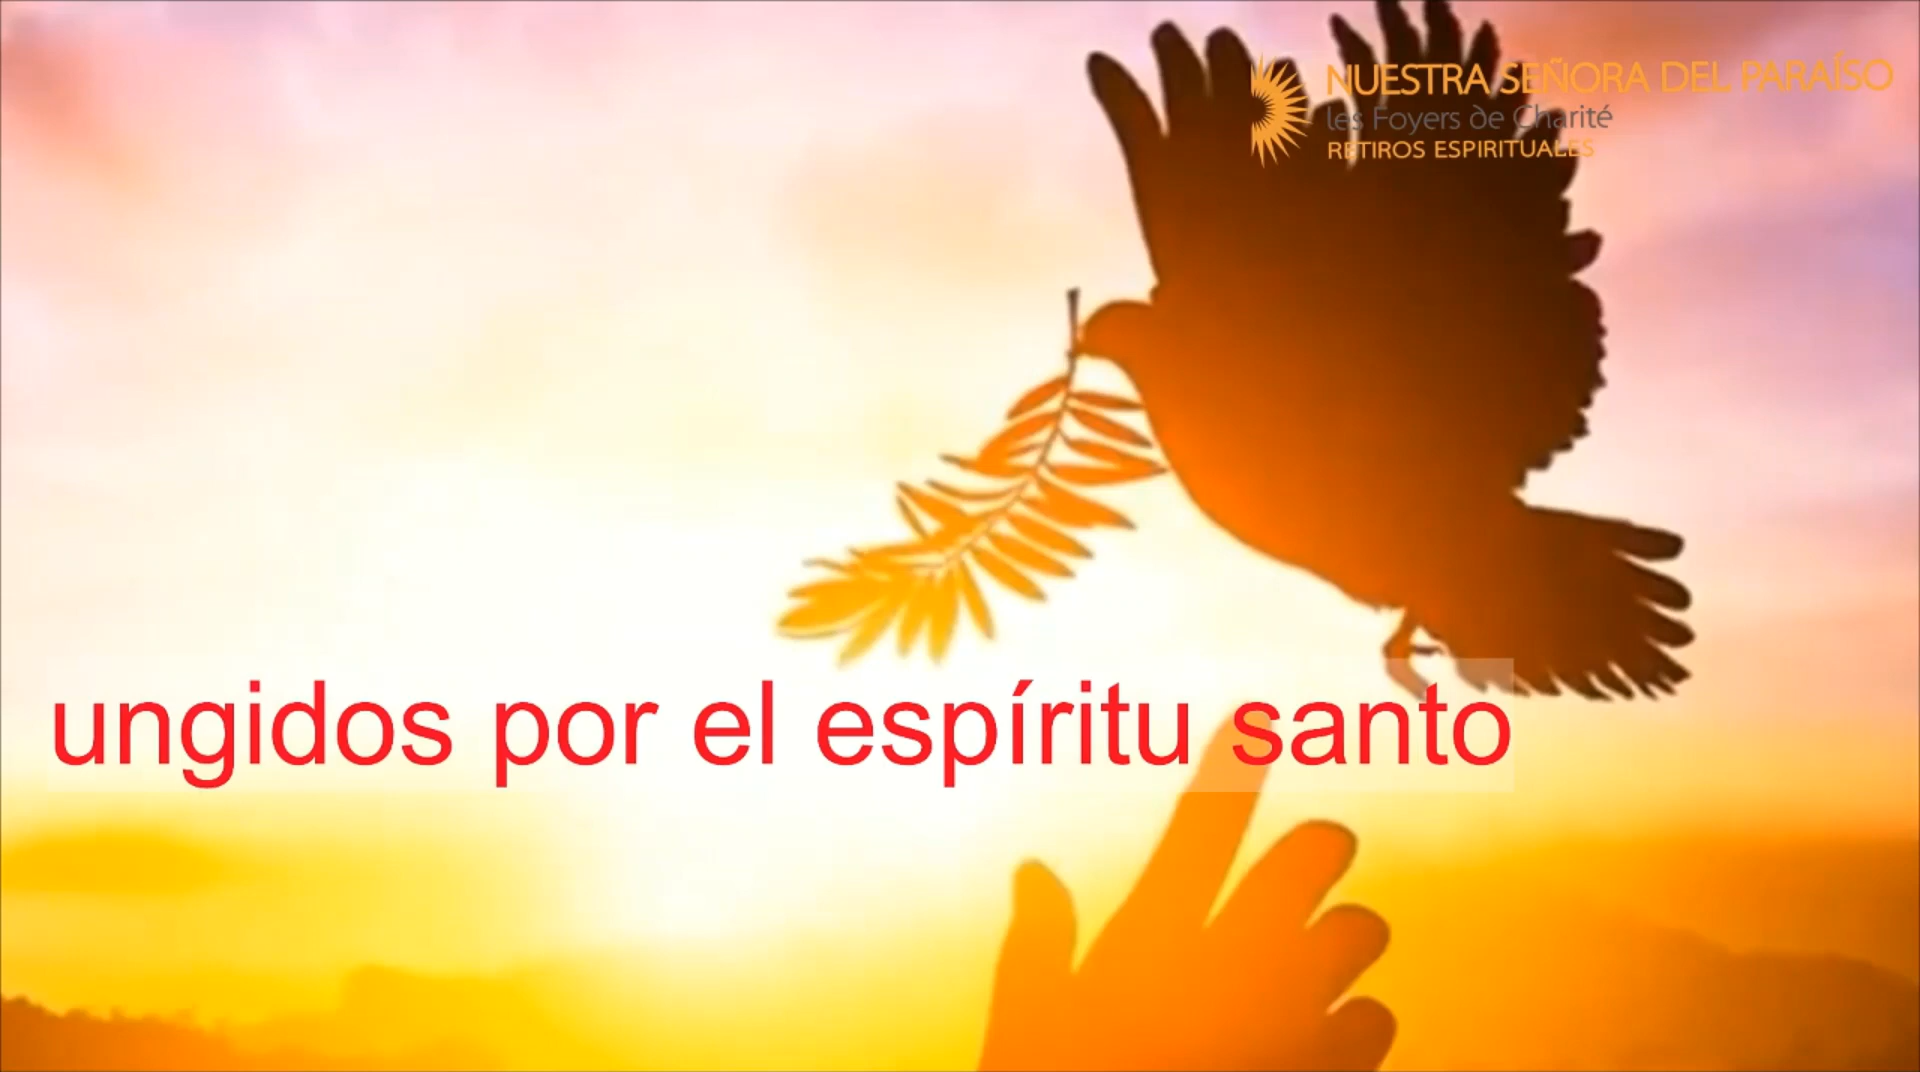 NUESTRA SEÑORA DEL PARAÍSO
les Foyers de Charité
RETIROS ESPIRITUALES
ungidos por el espíritu santo